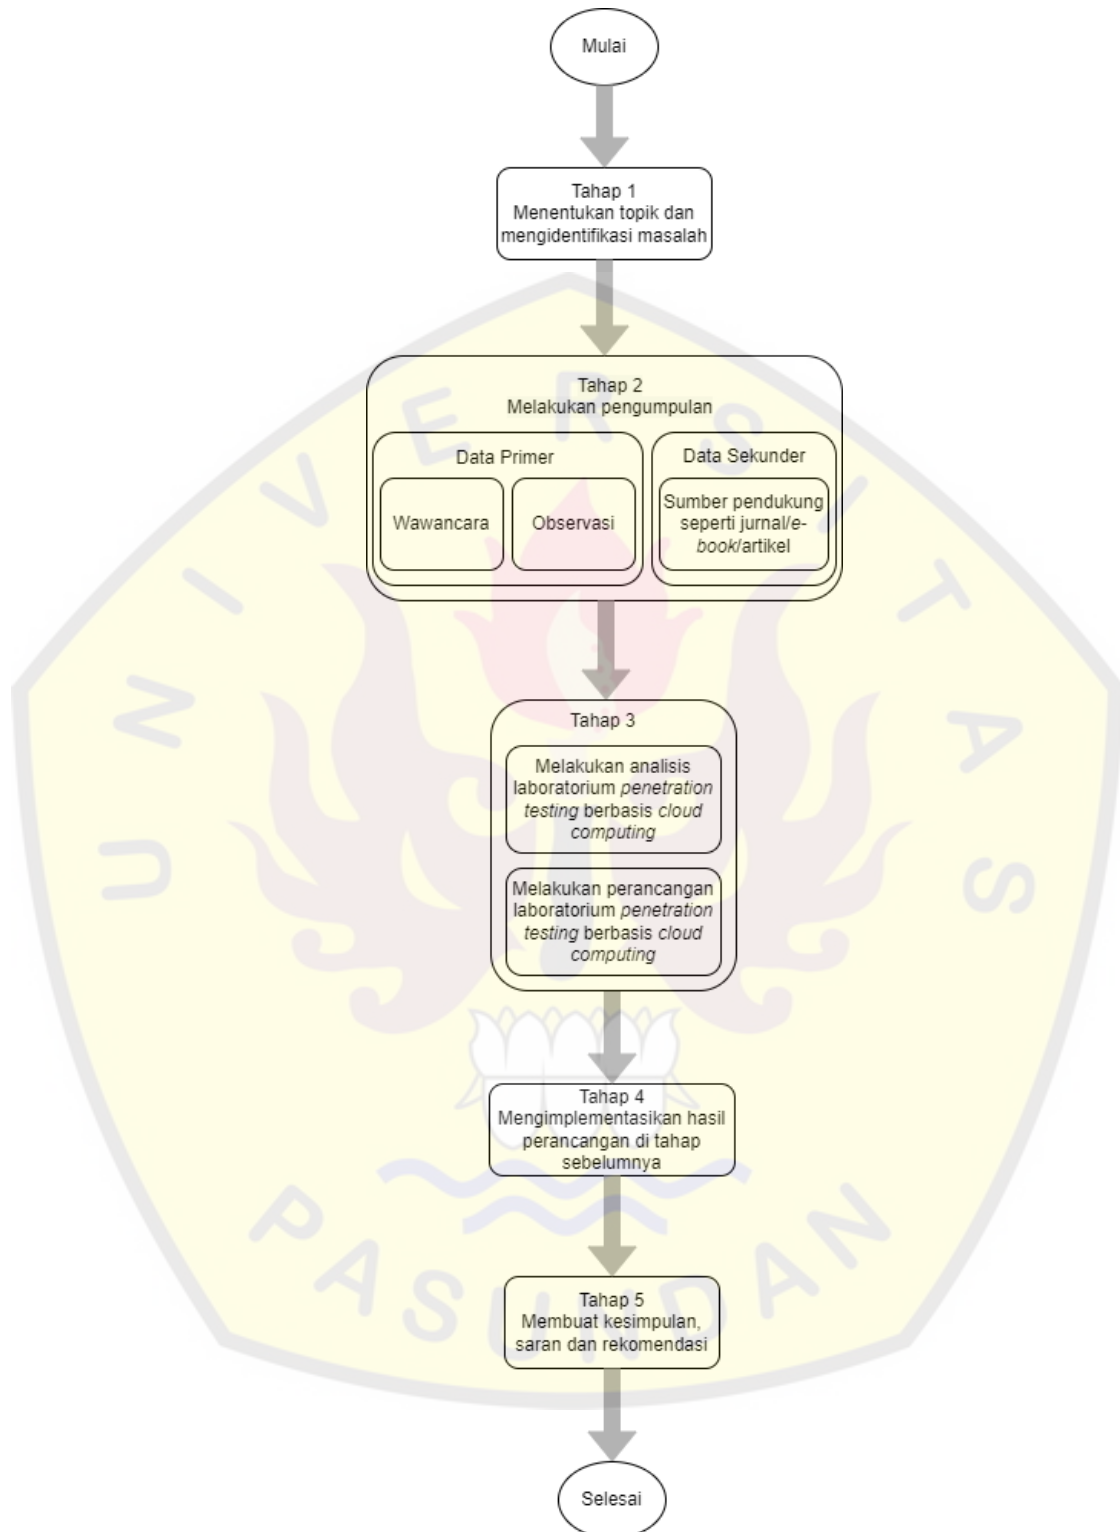 Mulai
Tahap 1
Menentukan topik dan
mengidentifikasi masalah
Tahap 2
Melakukan pengumpulan
Data Primer
Wawancara
Observasi
Data Sekunder
Sumber pendukung
seperti jurnal/e-
book/artikel
Tahap 3
Melakukan analisis
laboratorium penetration
testing berbasis cloud
computing
Melakukan perancangan
laboratorium penetration
testing berbasis cloud
computing
Tahap 4
Mengimplementasikan hasil
perancangan di tahap
sebelumnya
Tahap 5
Membuat kesimpulan,
saran dan rekomendasi
Selesai
UNIVERSITAS
PASUNDAN